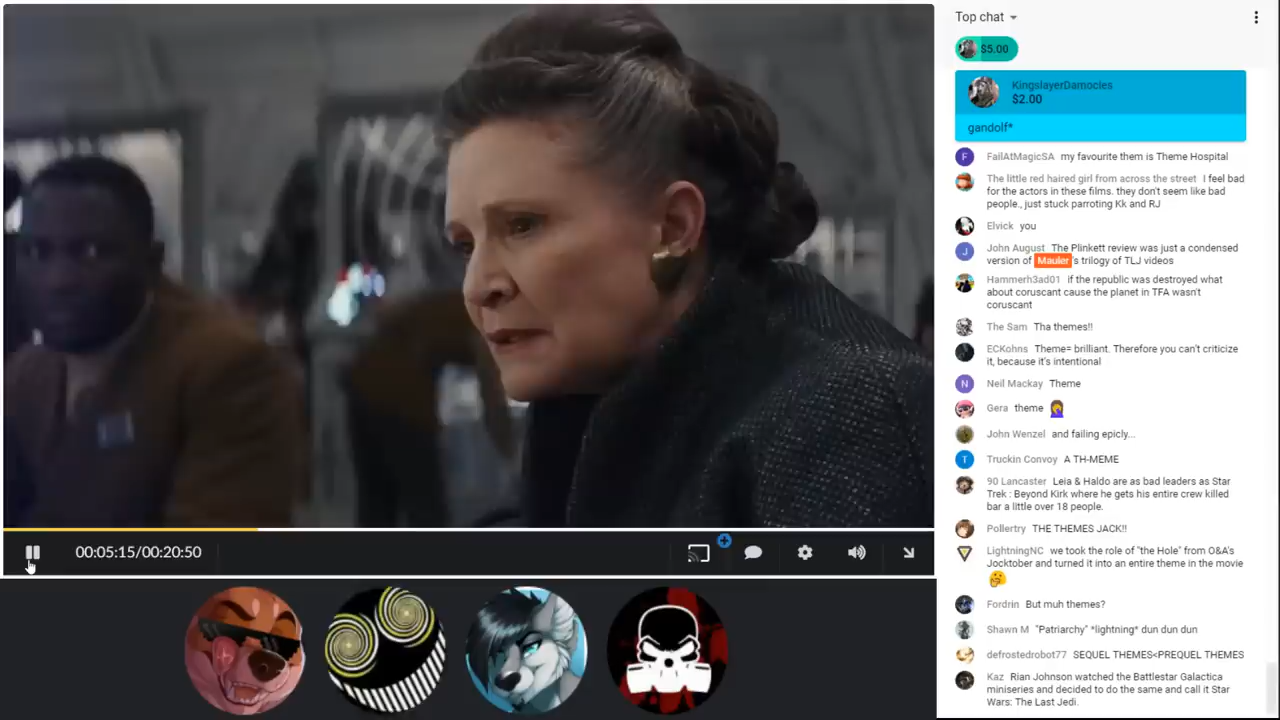 Top chat
$5.00
KingslayerDamocles
$2.00
gandolf*
F
FailAtMagicSA my favourite them is Theme Hospital
The little red haired girl from across the street I feel bad
for the actors in these films. they don't seem like bad
people., just stuck parroting Kk and RJ
Elvick you
J
John August The Plinkett review was just a condensed
version of Mauler's trilogy of TLJ videos
Hammerh3ad01 if the republic was destroyed what
about coruscant cause the planet in TFA wasn't
coruscant
The Sam Tha themes!!
ECKohns Theme= brilliant. Therefore you can't criticize
it, because it's intentional
N
Neil Mackay Theme
Gera theme
John Wenzel and failing epicly...
T
Truckin Convoy A TH-MEME
90 Lancaster Leia & Haldo are as bad leaders as Star
Trek : Beyond Kirk where he gets his entire crew killed
bar a little over 18 people.
Pollertry THE THEMES JACK!!
LightningNC we took the role of "the Hole" from O&A's
Jocktober and turned it into an entire theme in the movie
Fordrin But muh themes?
Shawn M "Patriarchy" *lightning* dun dun dun
defrostedrobot77 SEQUEL THEMES<PREQUEL THEMES
Kaz Rian Johnson watched the Battlestar Galactica
miniseries and decided to do the same and call it Star
Wars: The Last Jedi.
00:05:15/00:20:50